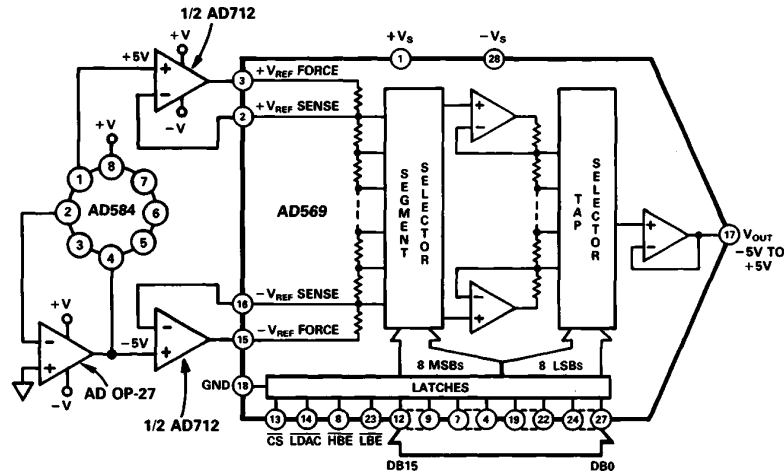 1/2 AD712
+V
+5V
+
−
−V
+V
8
1
7
2
AD584
6
3
4
5
+V
−
+
−V
AD OP-27
−5V
−
+
1/2 AD712
+VS
−VS
1
28
3
+VREF FORCE
2
+VREF SENSE
AD569
16
−VREF SENSE
15
−VREF FORCE
GND
18
SEGMENT
SELECTOR
+
−
−
+
TAP
SELECTOR
+
−
17
VOUT
−5V TO
+5V
8 MSBs
8 LSBs
LATCHES
13
14
8
23
12
9
7
4
19
22
24
27
CS
LDAC
HBE
LBE
DB15
DB0